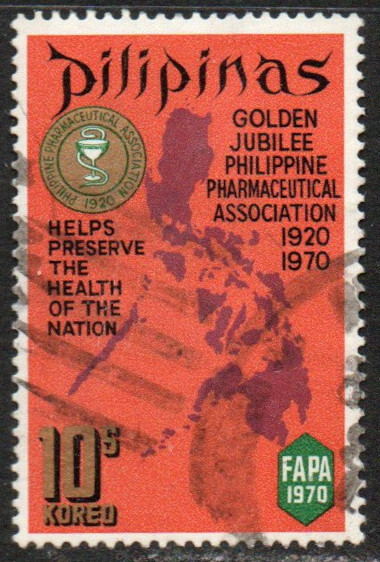 Pilipinas
PHILIPPINE PHARMACEUTICAL ASSOCIATION
1920
GOLDEN
JUBILEE
PHILIPPINE
PHARMACEUTICAL
ASSOCIATION
1920
1970
HELPS
PRESERVE
THE
HEALTH
OF THE
NATION
10s
KOREO
FAPA
1970